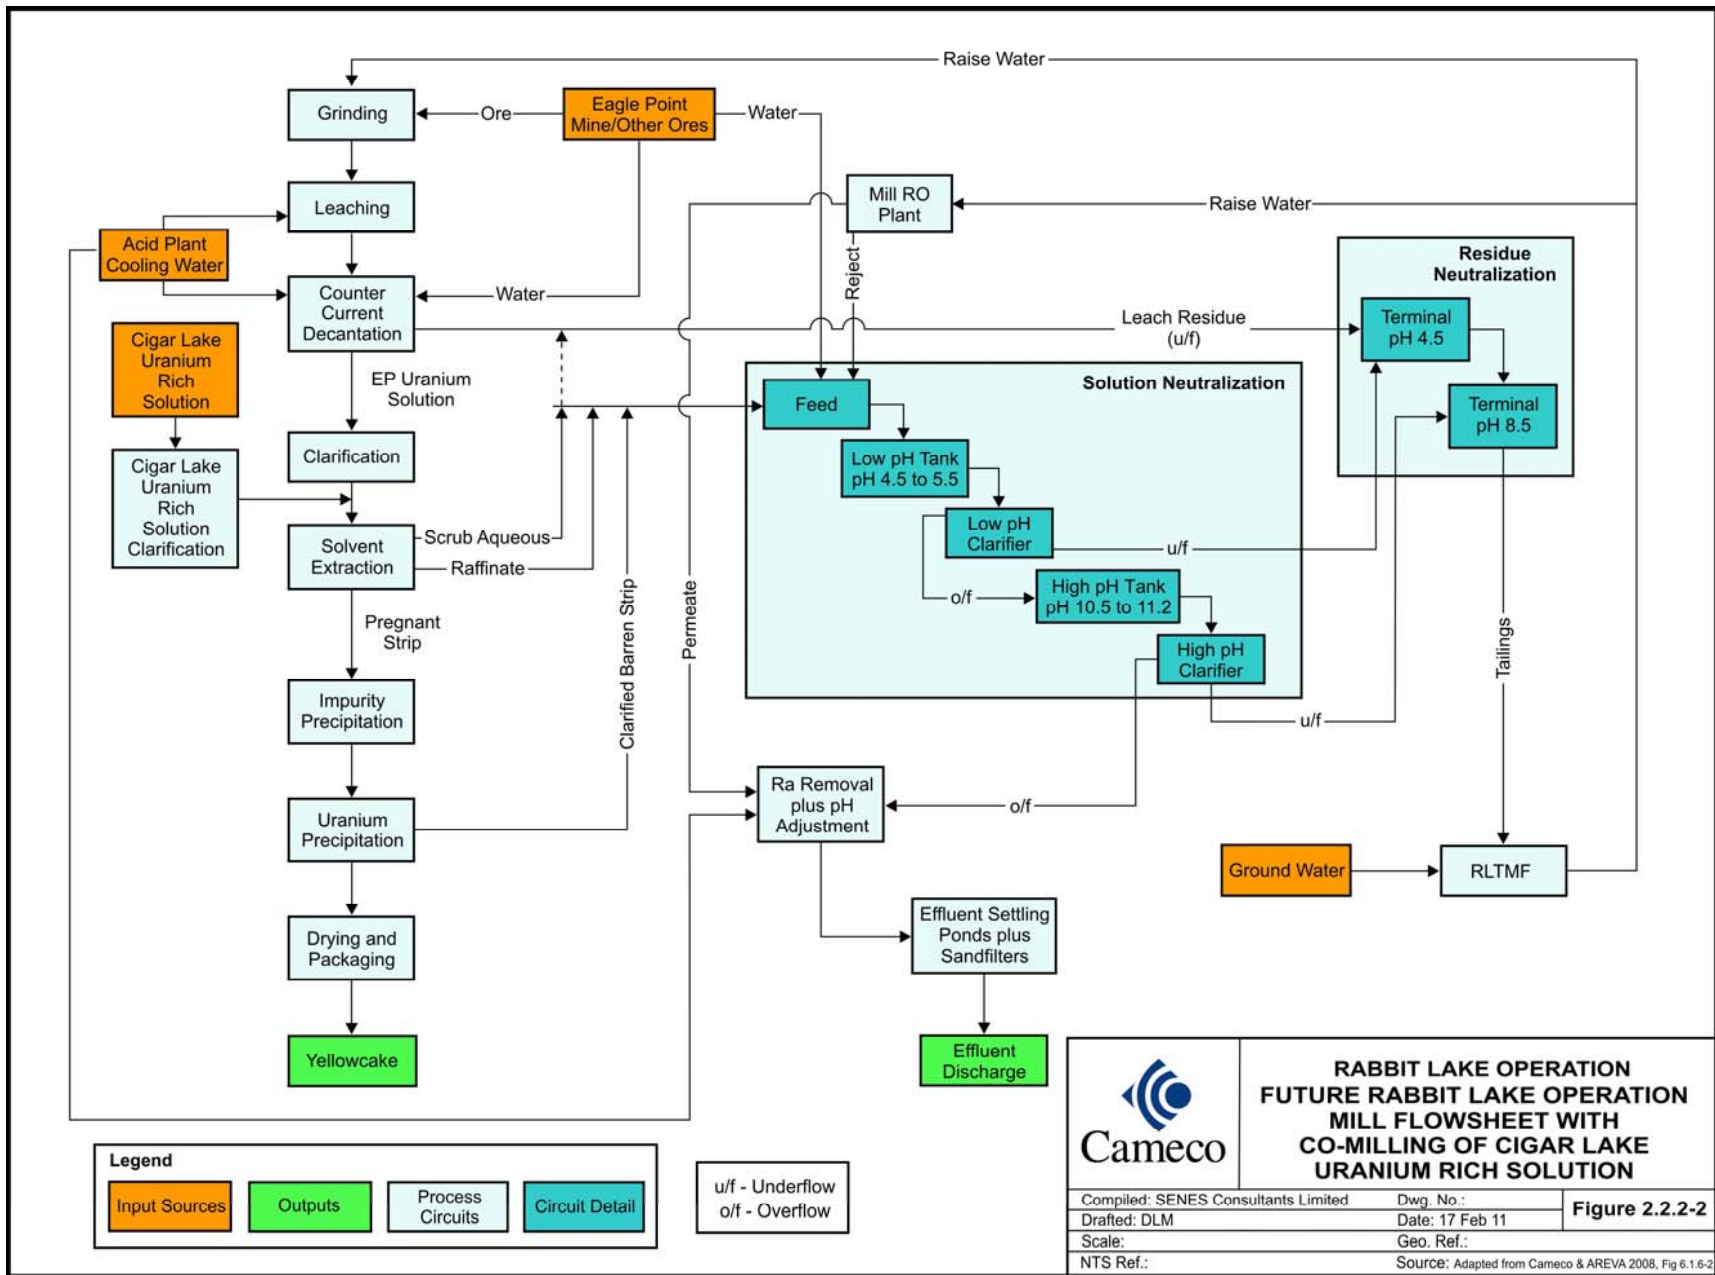 Raise Water
Grinding
Ore
Eagle Point
Mine/Other Ores
Water
Leaching
Mill RO
Plant
Raise Water
Acid Plant
Cooling Water
Counter
Current
Decantation
Water
Reject
Residue
Neutralization
Terminal
pH 4.5
Leach Residue
(u/f)
Cigar Lake
Uranium
Rich
Solution
EP Uranium
Solution
Solution Neutralization
Feed
Terminal
pH 8.5
Clarification
Low pH Tank
pH 4.5 to 5.5
Cigar Lake
Uranium
Rich
Solution
Clarification
Solvent
Extraction
Scrub Aqueous
Raffinate
Low pH
Clarifier
u/f
High pH Tank
pH 10.5 to 11.2
o/f
Pregnant
Strip
Clarified Barren Strip
Permeate
High pH
Clarifier
Tailings
u/f
Impurity
Precipitation
Ra Removal
plus pH
Adjustment
o/f
Uranium
Precipitation
Ground Water
RLTMF
Drying and
Packaging
Effluent Settling
Ponds plus
Sandfilters
Yellowcake
Effluent
Discharge
Legend
Input Sources
Outputs
Process
Circuits
Circuit Detail
u/f - Underflow
o/f - Overflow
Cameco
RABBIT LAKE OPERATION
FUTURE RABBIT LAKE OPERATION
MILL FLOWSHEET WITH
CO-MILLING OF CIGAR LAKE
URANIUM RICH SOLUTION
Compiled: SENES Consultants Limited
Dwg. No.:
Figure 2.2.2-2
Drafted: DLM
Date: 17 Feb 11
Scale:
Geo. Ref.:
NTS Ref.:
Source: Adapted from Cameco & AREVA 2008, Fig 6.1.6-2